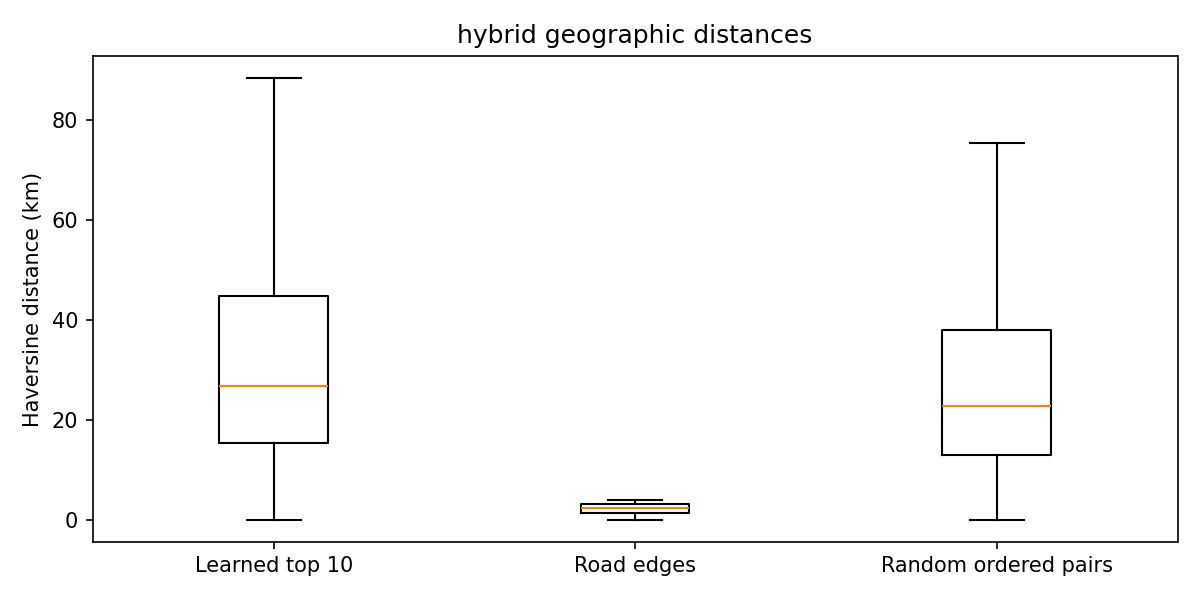 hybrid geographic distances
Haversine distance (km)
80
60
40
20
0
Learned top 10
Road edges
Random ordered pairs